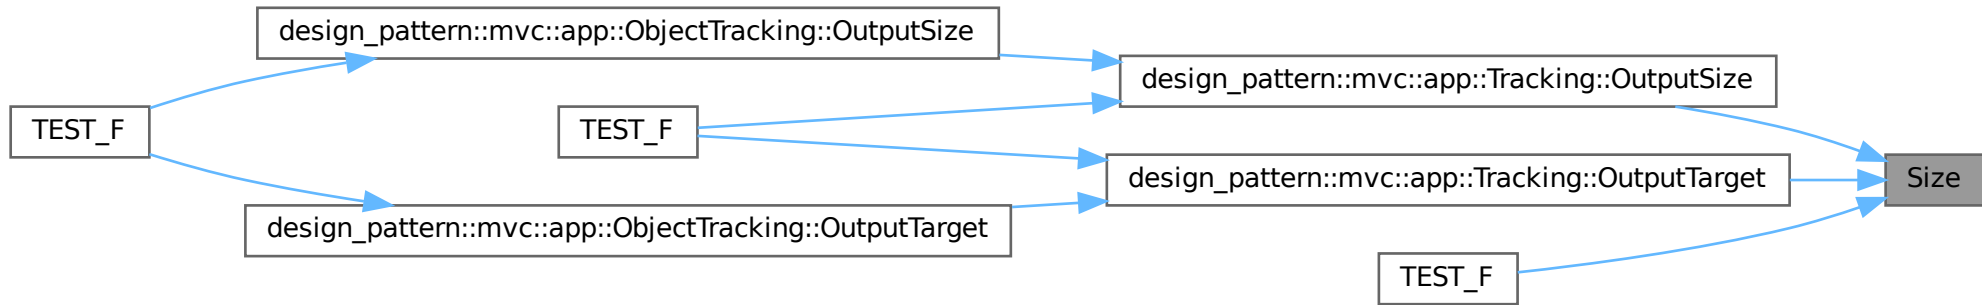 design_pattern::mvc::app::ObjectTracking::OutputSize
design_pattern::mvc::app::Tracking::OutputSize
TEST_F
TEST_F
design_pattern::mvc::app::Tracking::OutputTarget
Size
design_pattern::mvc::app::ObjectTracking::OutputTarget
TEST_F